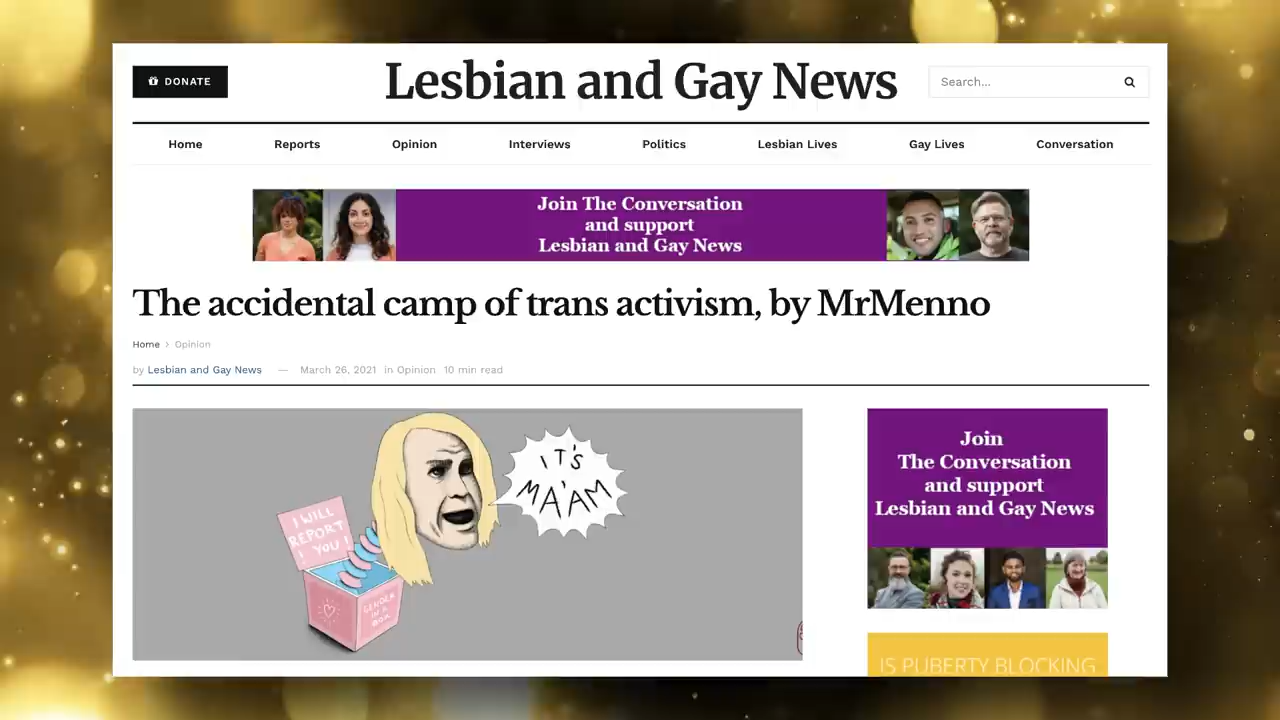 DONATE
Lesbian and Gay News
Search...
Home Reports Opinion Interviews Politics Lesbian Lives Gay Lives Conversation
Join The Conversation
and support
Lesbian and Gay News
The accidental camp of trans activism, by MrMenno
Home > Opinion
by Lesbian and Gay News — March 26, 2021 in Opinion 10 min read
IT'S
MA'AM
I WILL
REPORT
YOU!
GENDER
IN A
BOX
Join
The Conversation
and support
Lesbian and Gay News
IS PUBERTY BLOCKING